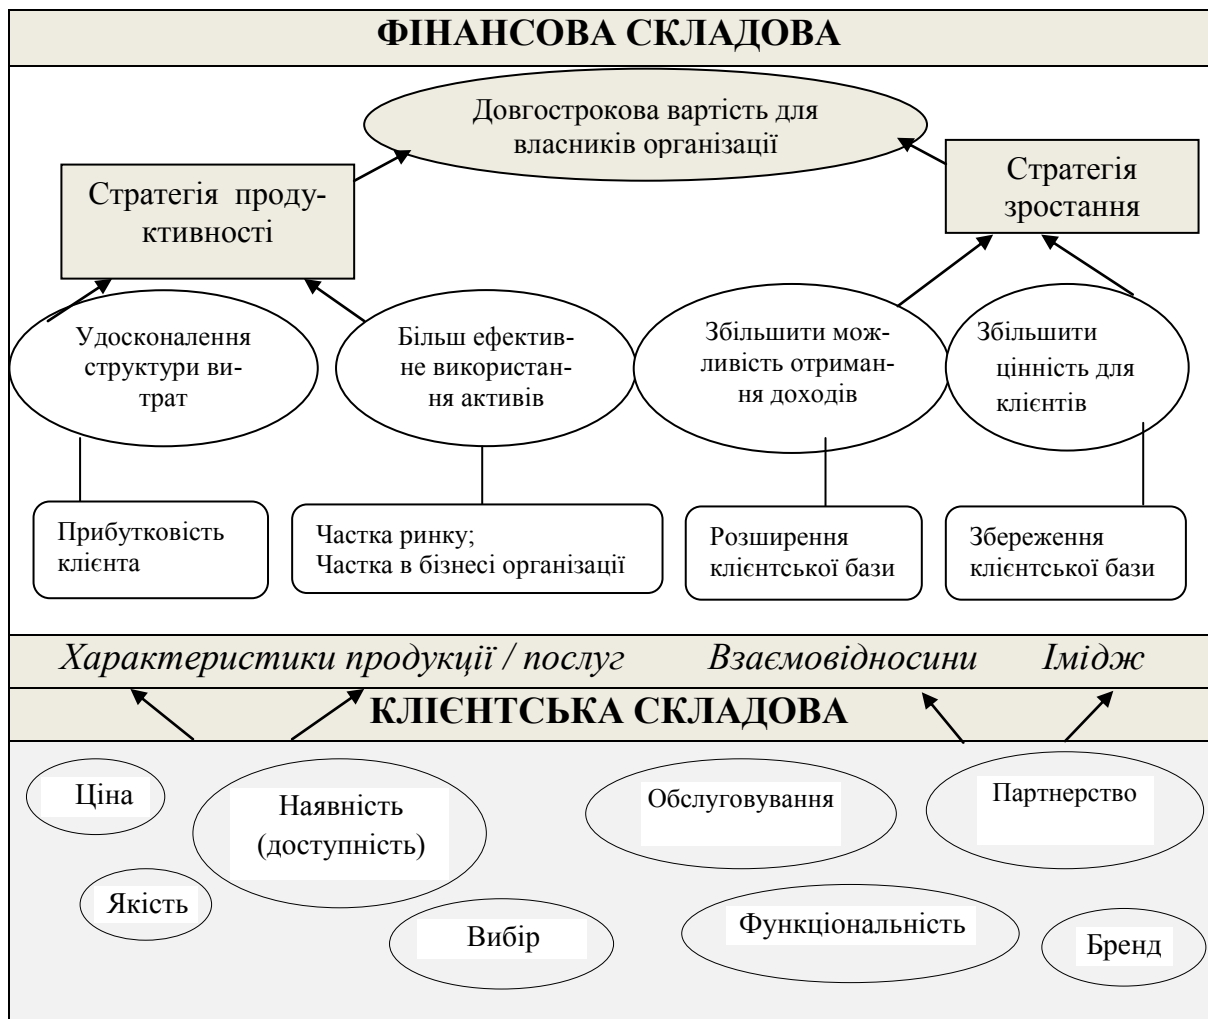 ФІНАНСОВА СКЛАДОВА
Довгострокова вартість для
власників організації
Стратегія проду-
ктивності
Стратегія
зростання
Удосконалення
структури ви-
трат
Більш ефектив-
не використан-
ня активів
Збільшити мож-
ливість отриман-
ня доходів
Збільшити
цінність для
клієнтів
Прибутковість
клієнта
Частка ринку;
Частка в бізнесі організації
Розширення
клієнтської бази
Збереження
клієнтської бази
Характеристики продукції / послуг Взаємовідносини Імідж
КЛІЄНТСЬКА СКЛАДОВА
Ціна
Наявність
(доступність)
Обслуговування
Партнерство
Якість
Вибір
Функціональність
Бренд